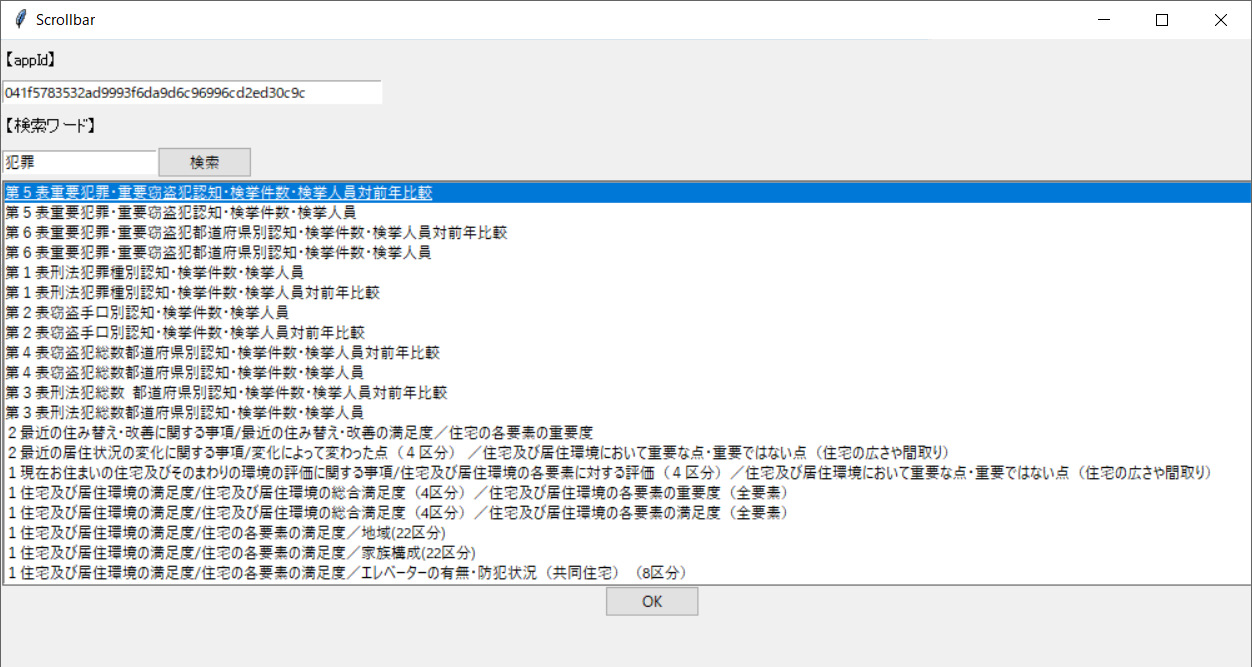 Scrollbar
【appId】
041f5783532ad9993f6da9d6c96996cd2ed30c9c
【検索ワード】
犯罪 検索
第５表重要犯罪・重要窃盗犯認知・検挙件数・検挙人員対前年比較
第５表重要犯罪・重要窃盗犯認知・検挙件数・検挙人員
第６表重要犯罪・重要窃盗犯都道府県別認知・検挙件数・検挙人員対前年比較
第６表重要犯罪・重要窃盗犯都道府県別認知・検挙件数・検挙人員
第１表刑法犯罪種別認知・検挙件数・検挙人員
第１表刑法犯罪種別認知・検挙件数・検挙人員対前年比較
第２表窃盗手口別認知・検挙件数・検挙人員
第２表窃盗手口別認知・検挙件数・検挙人員対前年比較
第４表窃盗犯総数都道府県別認知・検挙件数・検挙人員対前年比較
第４表窃盗犯総数都道府県別認知・検挙件数・検挙人員
第３表刑法犯総数 都道府県別認知・検挙件数・検挙人員対前年比較
第３表刑法犯総数都道府県別認知・検挙件数・検挙人員
２最近の住み替え・改善に関する事項/最近の住み替え・改善の満足度／住宅の各要素の重要度
２最近の居住状況の変化に関する事項/変化によって変わった点（４区分）／住宅及び居住環境において重要な点・重要ではない点（住宅の広さや間取り）
１現在お住まいの住宅及びそのまわりの環境の評価に関する事項/住宅及び居住環境の各要素に対する評価（４区分）／住宅及び居住環境において重要な点・重要ではない点（住宅の広さや間取り）
１住宅及び居住環境の満足度/住宅及び居住環境の総合満足度（4区分）／住宅及び居住環境の各要素の重要度（全要素）
１住宅及び居住環境の満足度/住宅及び居住環境の総合満足度（4区分）／住宅及び居住環境の各要素の満足度（全要素）
１住宅及び居住環境の満足度/住宅の各要素の満足度／地域(22区分)
１住宅及び居住環境の満足度/住宅の各要素の満足度／家族構成(22区分)
１住宅及び居住環境の満足度/住宅の各要素の満足度／エレベーターの有無・防犯状況（共同住宅）（8区分）
OK